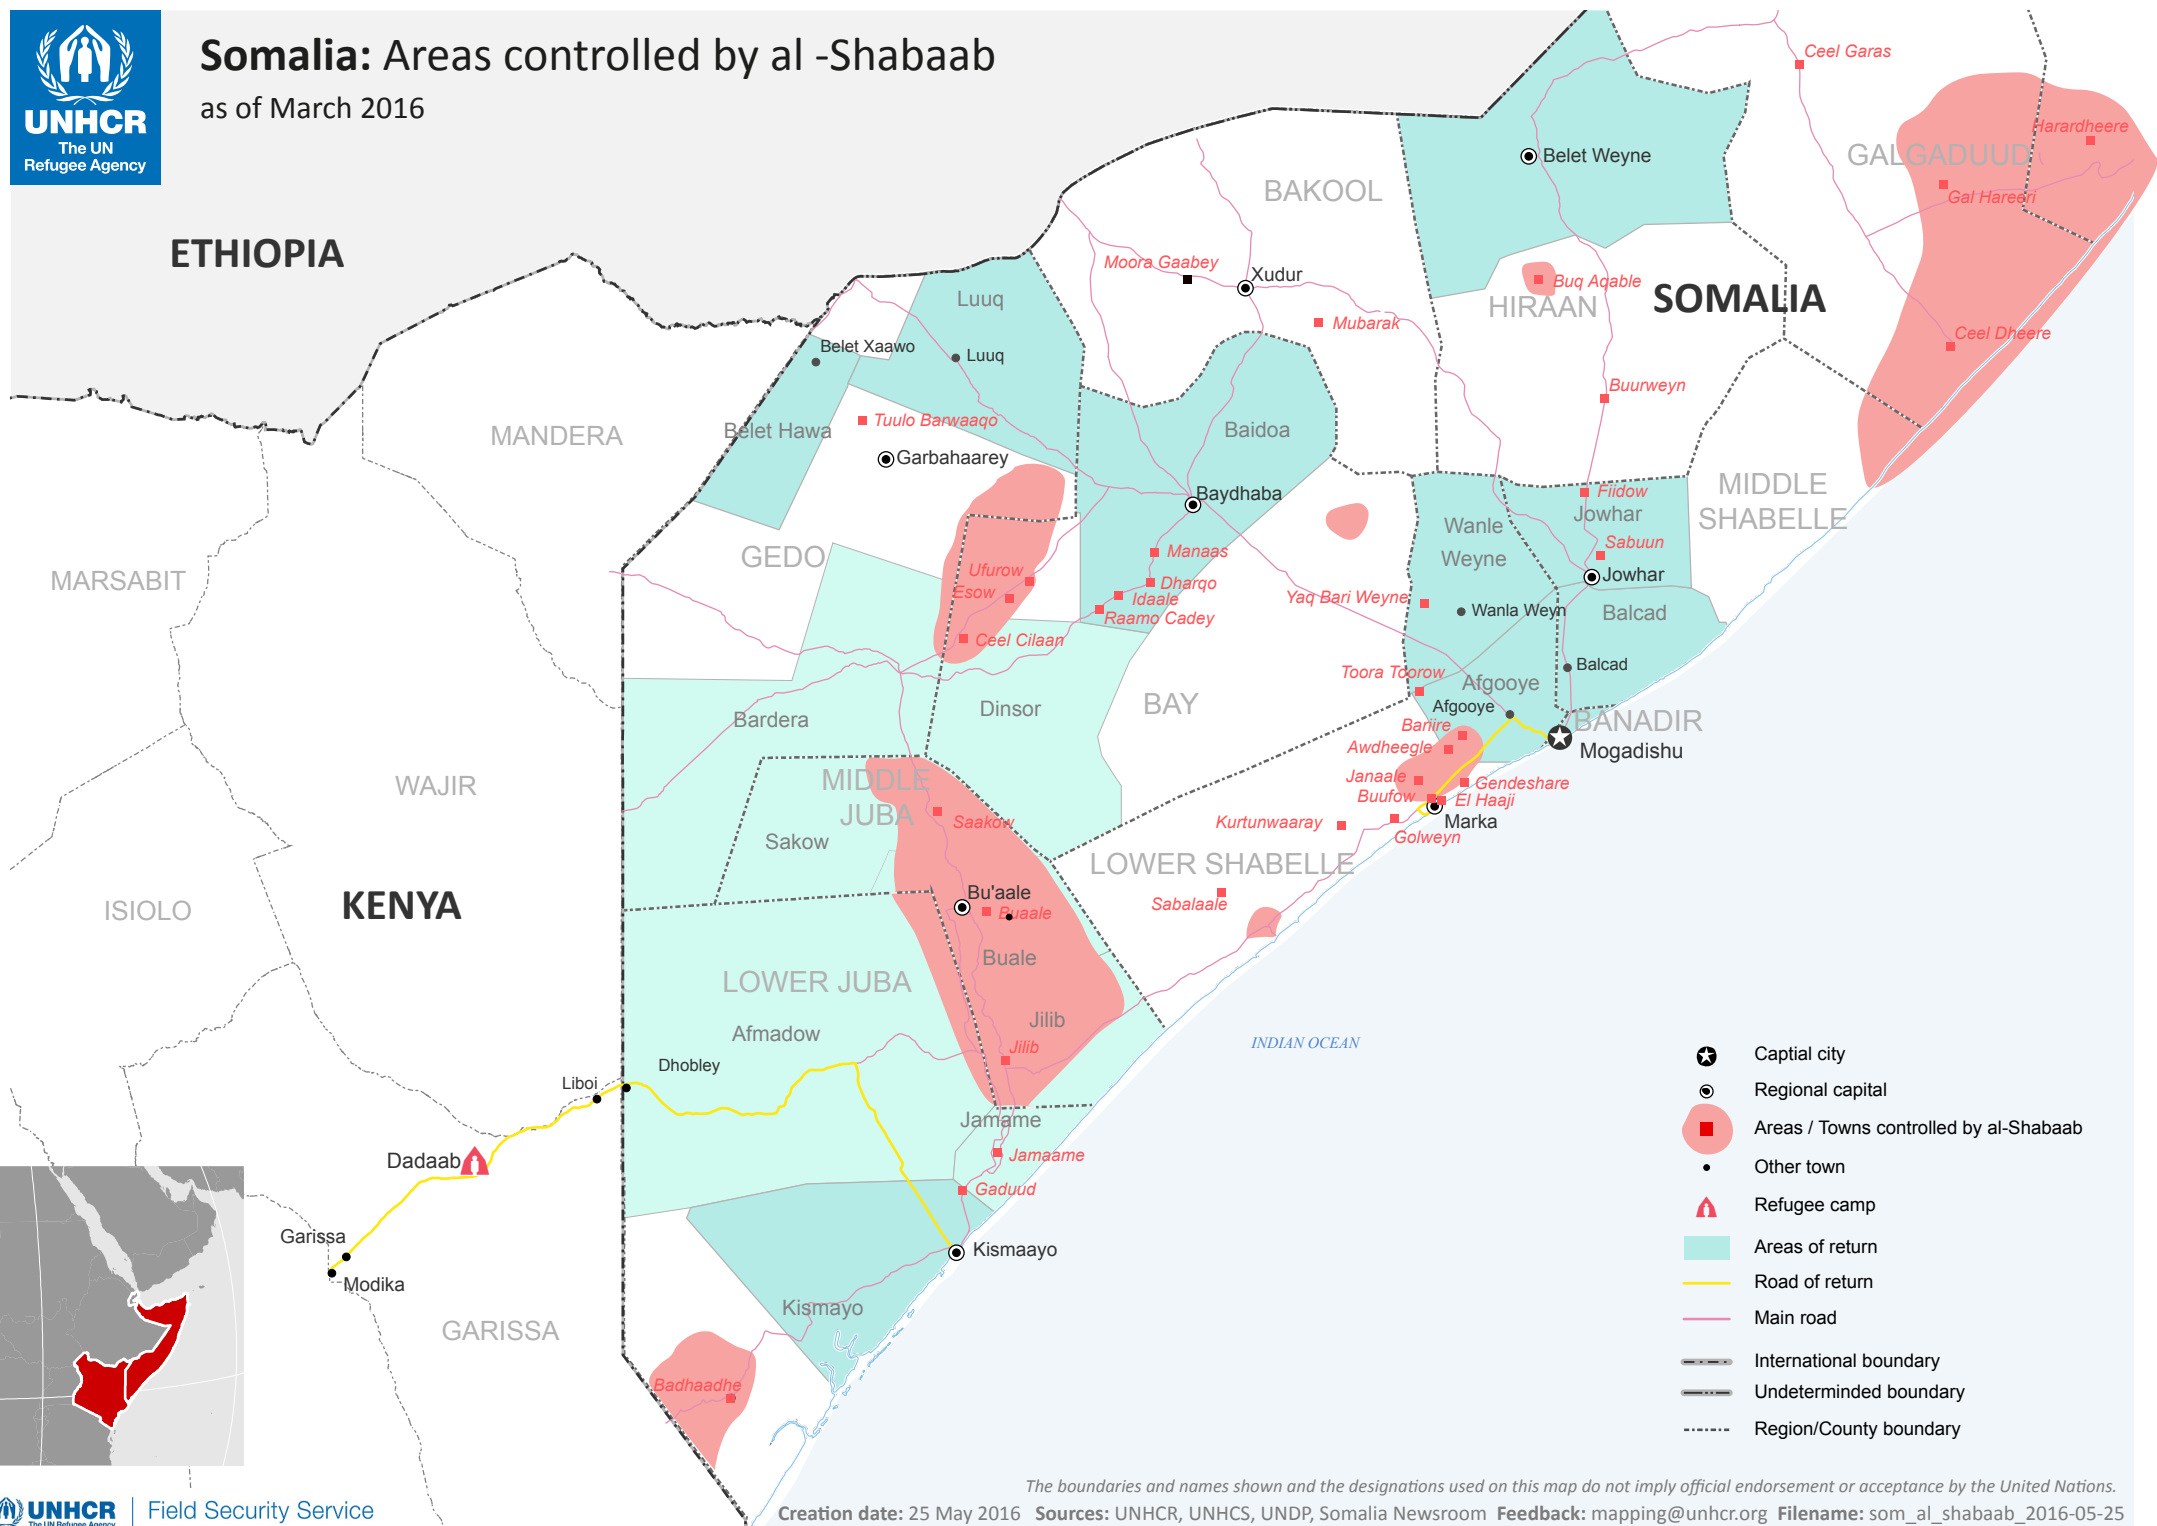 UNHCR
The UN
Refugee Agency
Somalia: Areas controlled by al -Shabaab
as of March 2016
Ceel Garas
Harardheere
GALGADUUD
Belet Weyne
BAKOOL
Gal Hareeri
ETHIOPIA
Moora Gaabey
Xudur
Buq Aqable
SOMALIA
Luuq
HIRAAN
Mubarak
Ceel Dheere
Belet Xaawo
Luuq
Buurweyn
Tuulo Barwaaqo
Belet Hawa
Baidoa
MANDERA
Garbahaarey
MIDDLE
SHABELLE
Baydhaba
Fiidow
Jowhar
Wanle
Weyne
Sabuun
GEDO
Manaas
MARSABIT
Ufurow
Jowhar
Esow
Dharqo
Idaale
Yaq Bari Weyne
Raamo Cadey
Wanla Weyn
Balcad
Ceel Cilaan
Balcad
Toora Toorow
Afgooye
BAY
Dinsor
Bardera
Afgooye
BANADIR
Bariire
Awdheegle
Mogadishu
MIDDLE
JUBA
WAJIR
Janaale
Gendeshare
Buufow
El Haaji
Saakow
Kurtunwaaray
Marka
Golweyn
Sakow
LOWER SHABELLE
Bu'aale
KENYA
ISIOLO
Buaale
Sabalaale
Buale
LOWER JUBA
Jilib
Afmadow
Jilib
INDIAN OCEAN
Dhobley
Liboi
Jamame
Dadaab
Jamaame
Gaduud
Garissa
Kismaayo
Modika
Kismayo
GARISSA
Badhaadhe
Captial city
Regional capital
Areas / Towns controlled by al-Shabaab
Other town
Refugee camp
Areas of return
Road of return
Main road
International boundary
Undeterminded boundary
Region/County boundary
The boundaries and names shown and the designations used on this map do not imply official endorsement or acceptance by the United Nations.
UNHCR
The UN Refugee Agency
Field Security Service
Creation date: 25 May 2016 Sources: UNHCR, UNHCS, UNDP, Somalia Newsroom Feedback: mapping@unhcr.org Filename: som_al_shabaab_2016-05-25